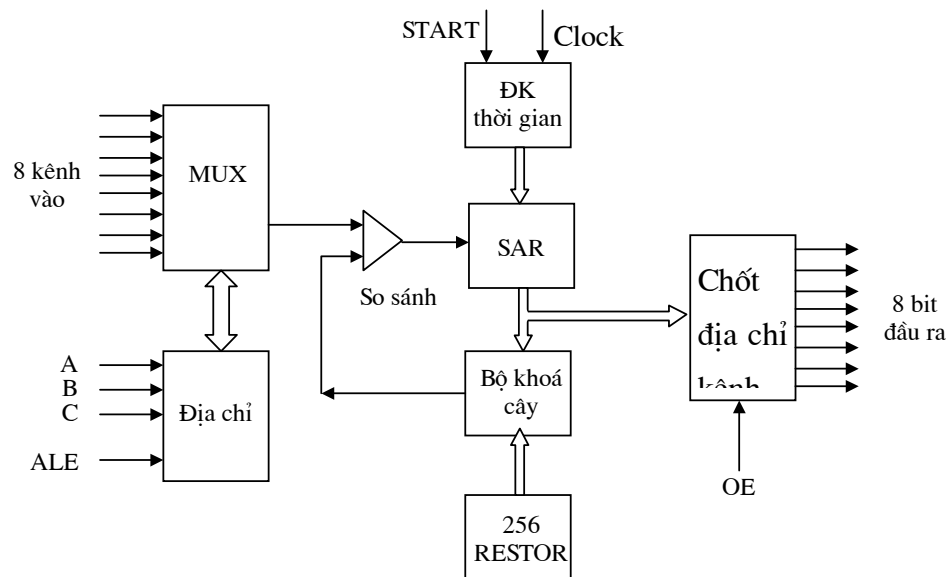 START
Clock
ĐK
thời gian
8 kênh
vào
MUX
SAR
So sánh
Chốt
địa chỉ
kênh
8 bit
đầu ra
A
B
C
ALE
Địa chỉ
Bộ khoá
cây
OE
256
RESTOR